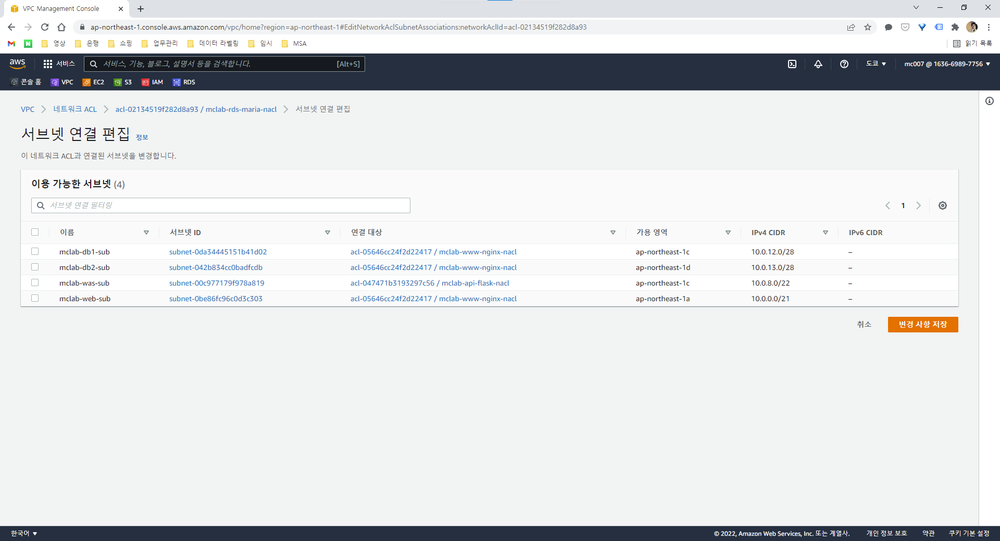 VPC Management Console
ap-northeast-1.console.aws.amazon.com/vpc/home?region=ap-northeast-1#EditNetworkAclSubnetAssociations:networkAclId=acl-02134519f282d8a93
N 영상 은행 쇼핑 업무관리 데이터 라벨링 임시 MSA 읽기 목록
aws 서비스 서비스, 기능, 블로그, 설명서 등을 검색합니다. [Alt+S] 도쿄 mc007 @ 1636-6989-7756
콘솔 홈 VPC EC2 S3 IAM RDS
VPC 네트워크 ACL acl-02134519f282d8a93 / mclab-rds-maria-nacl 서브넷 연결 편집
서브넷 연결 편집 정보
이 네트워크 ACL과 연결된 서브넷을 변경합니다.
이용 가능한 서브넷 (4)
서브넷 연결 필터링 1
이름 서브넷 ID 연결 대상 가용 영역 IPv4 CIDR IPv6 CIDR
mclab-db1-sub subnet-0da34445151b41d02 acl-05646cc24f2d22417 / mclab-www-nginx-nacl ap-northeast-1c 10.0.12.0/28 –
mclab-db2-sub subnet-042b834cc0badfcdb acl-05646cc24f2d22417 / mclab-www-nginx-nacl ap-northeast-1d 10.0.13.0/28 –
mclab-was-sub subnet-00c977179f978a819 acl-047471b3193297c56 / mclab-api-flask-nacl ap-northeast-1c 10.0.8.0/22 –
mclab-web-sub subnet-0be86fc96c0d3c303 acl-05646cc24f2d22417 / mclab-www-nginx-nacl ap-northeast-1a 10.0.0.0/21 –
취소 변경 사항 저장
한국어 © 2022, Amazon Web Services, Inc. 또는 계열사. 개인 정보 보호 약관 쿠키 기본 설정